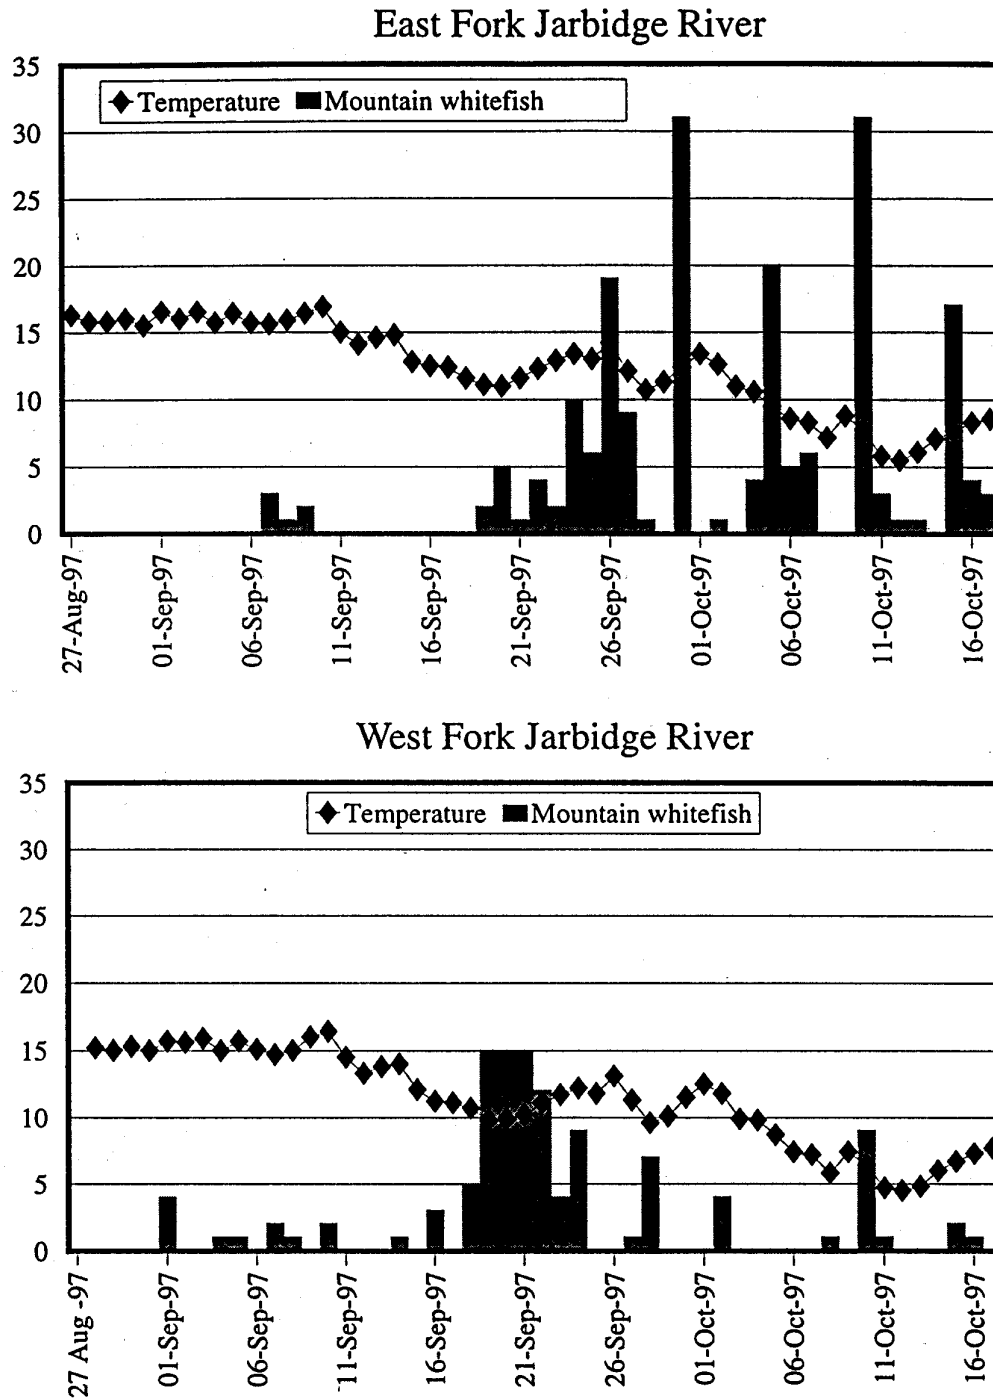 East Fork Jarbidge River
35
Temperature Mountain whitefish
30
25
20
15
10
5
0
27-Aug-97 01-Sep-97 06-Sep-97 11-Sep-97 16-Sep-97 21-Sep-97 26-Sep-97 01-Oct-97 06-Oct-97 11-Oct-97 16-Oct-97
West Fork Jarbidge River
35
Temperature Mountain whitefish
30
25
20
15
10
5
0
27 Aug -97 01-Sep-97 06-Sep-97 11-Sep-97 16-Sep-97 21-Sep-97 26-Sep-97 01-Oct-97 06-Oct-97 11-Oct-97 16-Oct-97